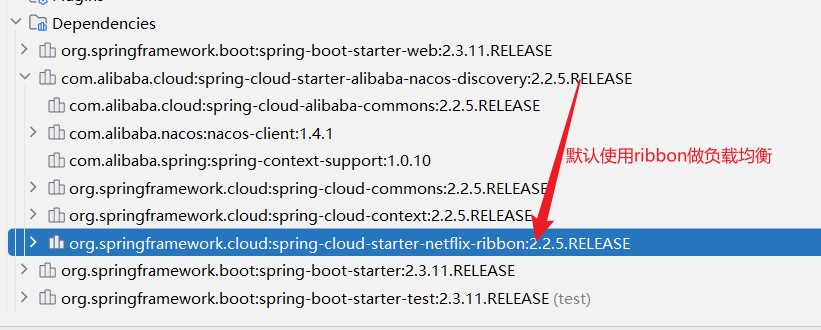 Dependencies
org.springframework.boot:spring-boot-starter-web:2.3.11.RELEASE
com.alibaba.cloud:spring-cloud-starter-alibaba-nacos-discovery:2.2.5.RELEASE
com.alibaba.cloud:spring-cloud-alibaba-commons:2.2.5.RELEASE
com.alibaba.nacos:nacos-client:1.4.1
默认使用ribbon做负载均衡
com.alibaba.spring:spring-context-support:1.0.10
org.springframework.cloud:spring-cloud-commons:2.2.5.RELEASE
org.springframework.cloud:spring-cloud-context:2.2.5.RELEASE
org.springframework.cloud:spring-cloud-starter-netflix-ribbon:2.2.5.RELEASE
org.springframework.boot:spring-boot-starter:2.3.11.RELEASE
org.springframework.boot:spring-boot-starter-test:2.3.11.RELEASE (test)